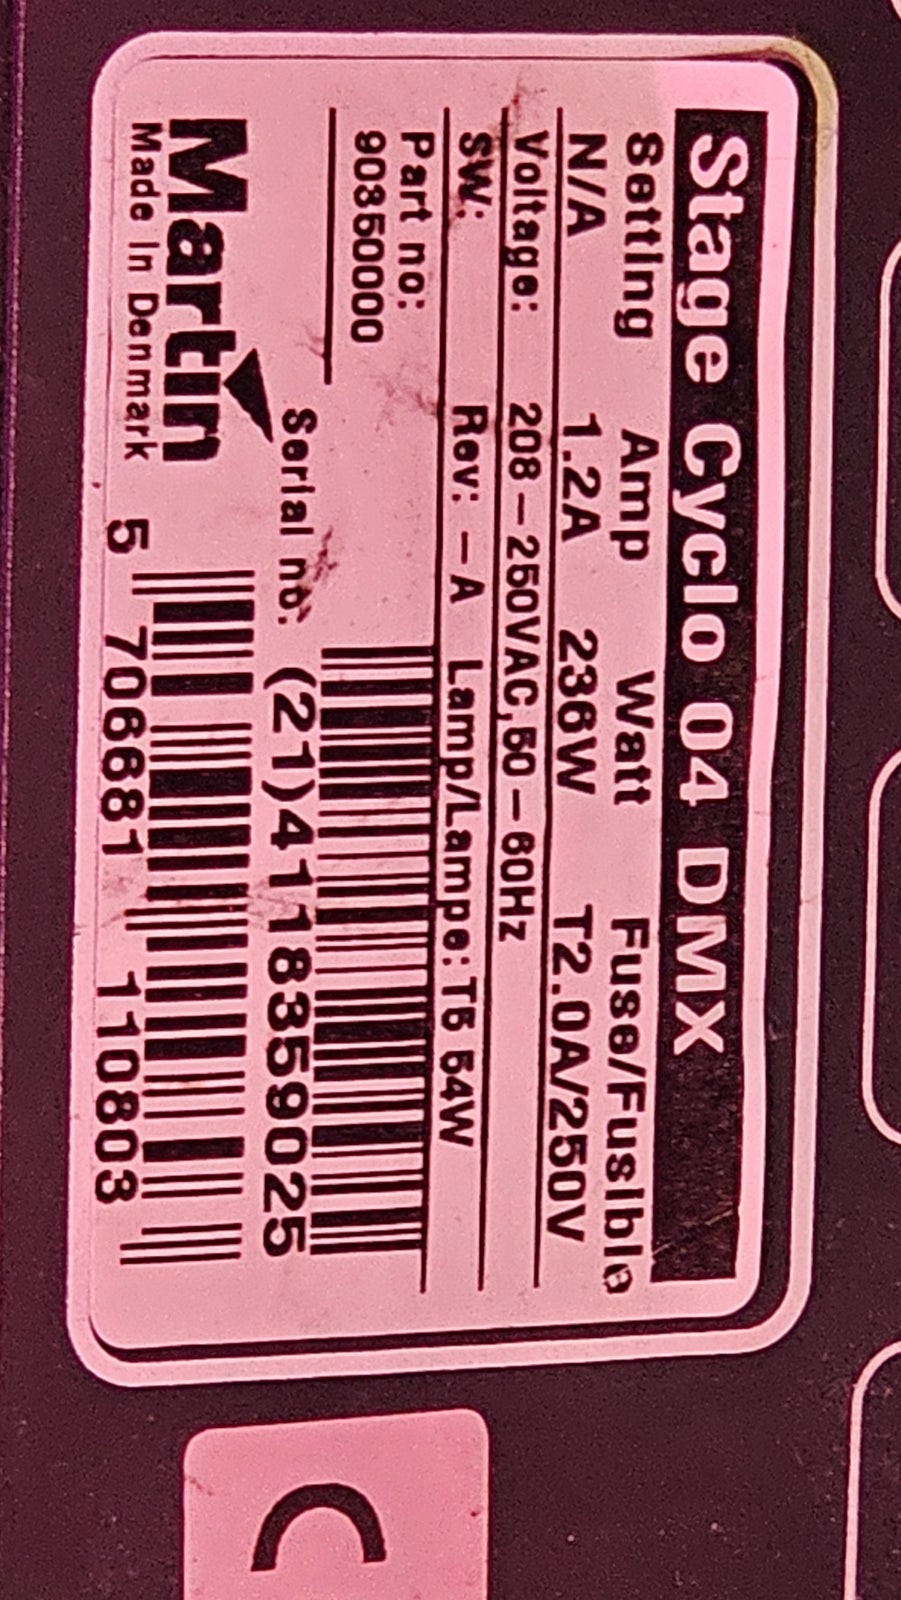 Stage Cyclo 04 DMX
Setting Amp Watt Fuse/Fusible
N/A 1.2A 236W T2.0A/250V
Voltage: 208-250VAC,50-60Hz
SW: Rev: -A Lamp/Lampe: T5 54W
Part no:
90350000
Serial no: (21)4118359025
Martin
Made in Denmark
5 706681 110803